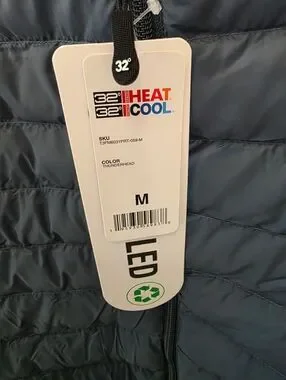 32°
32° HEAT
32° COOL
SKU
COLOR
THUNDERHEAD
M
LED